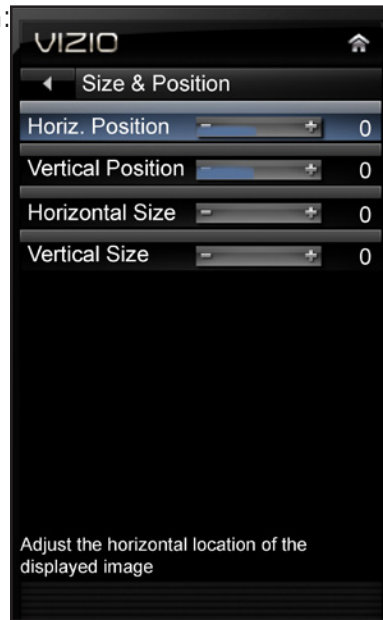 VIZIO
Size & Position
Horiz. Position - + 0
Vertical Position - + 0
Horizontal Size - + 0
Vertical Size - + 0
Adjust the horizontal location of the
displayed image